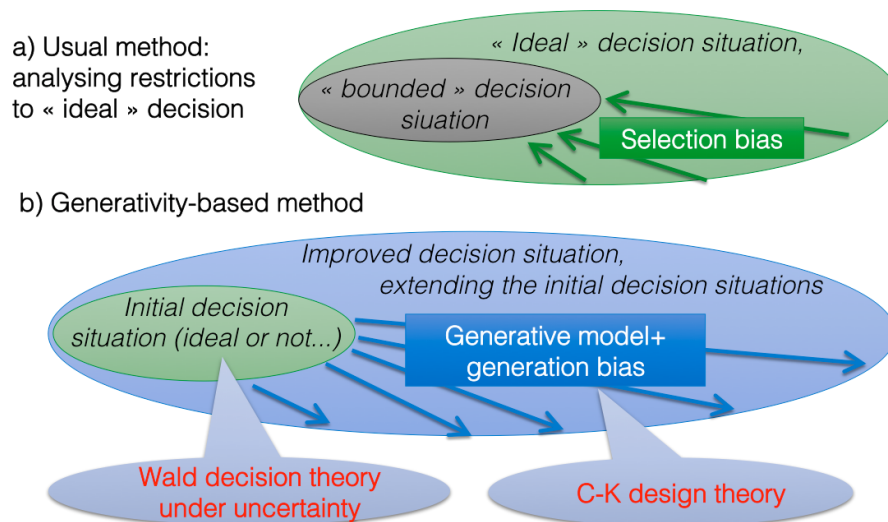 a) Usual method:
analysing restrictions
to « ideal » decision
« Ideal » decision situation,
« bounded » decision
siuation
Selection bias
b) Generativity-based method
Improved decision situation,
extending the initial decision situations
Initial decision
situation (ideal or not...)
Generative model+
generation bias
Wald decision theory
under uncertainty
C-K design theory